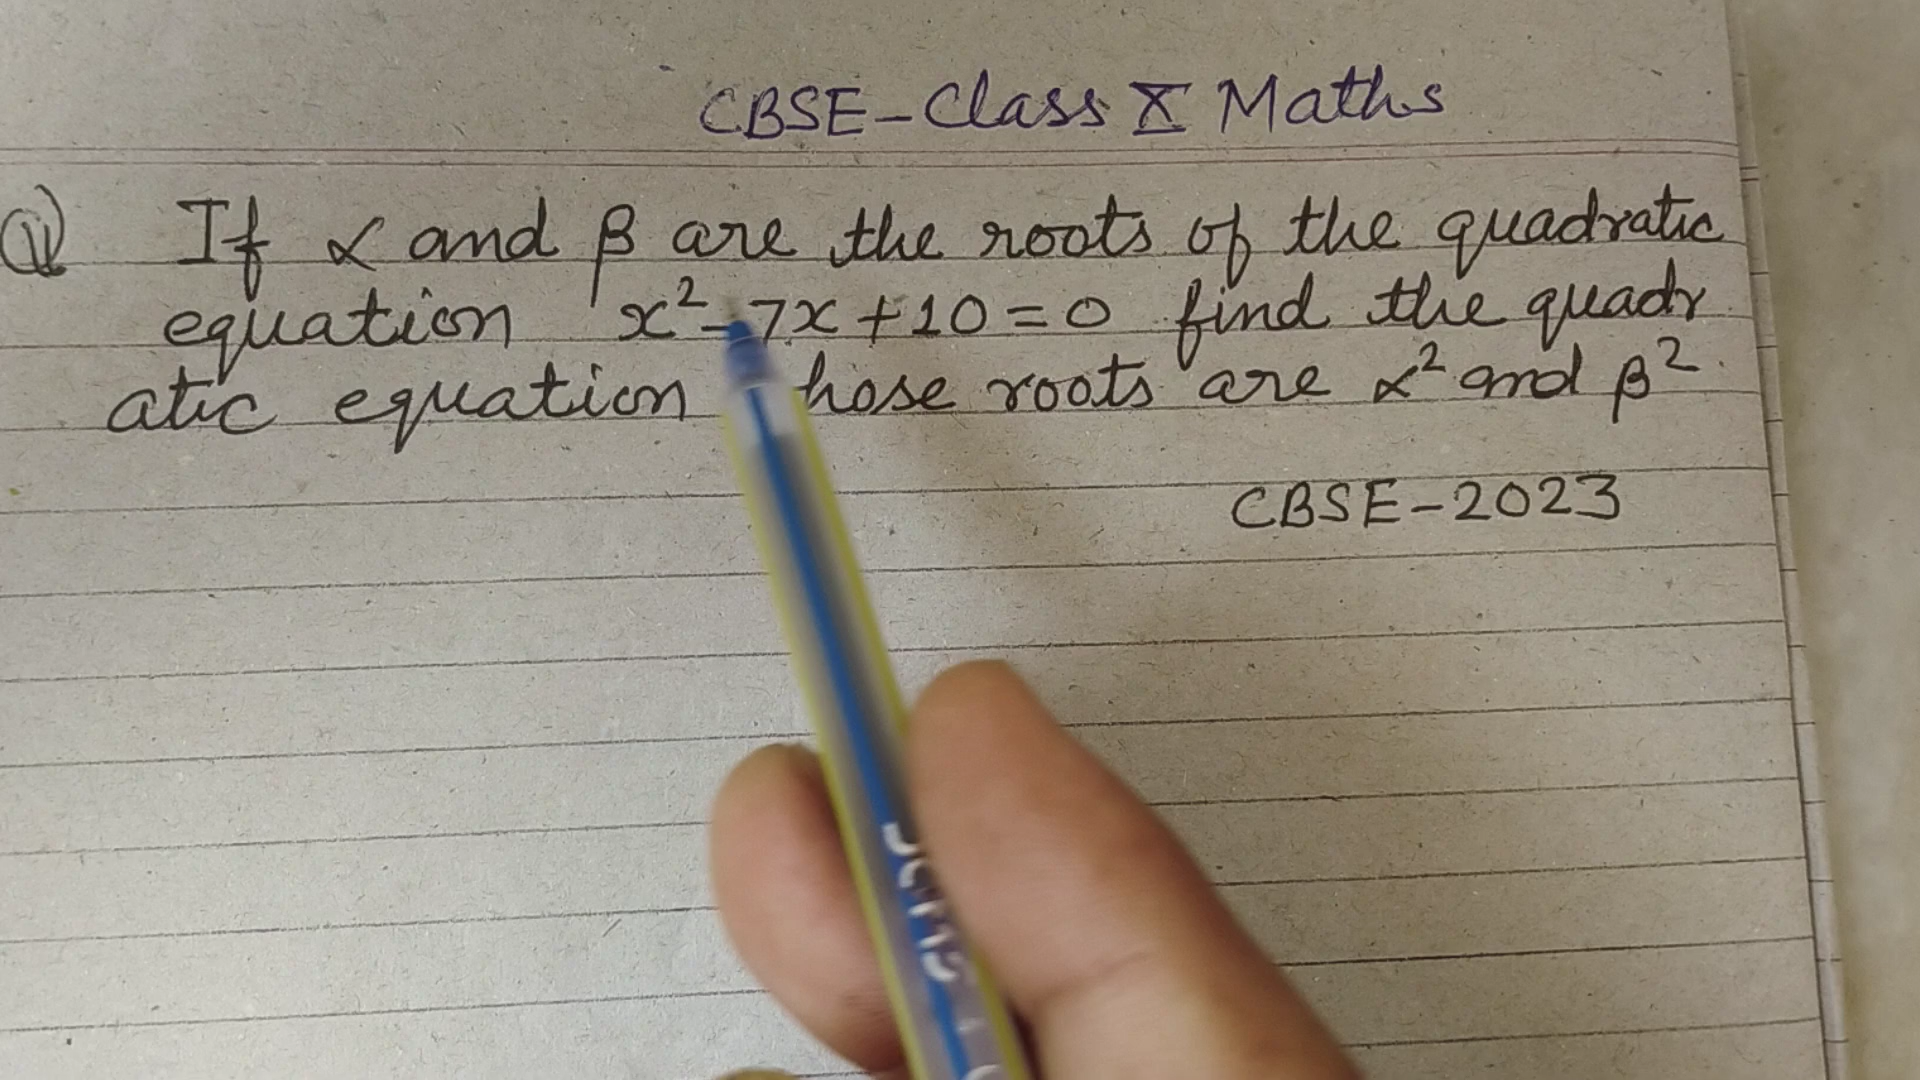 CBSE-Class X Maths
Q If α and β are the roots of the quadratic
equation x²-7x+10=0 find the quadr
atic equation hose roots are α² and β².
CBSE-2023